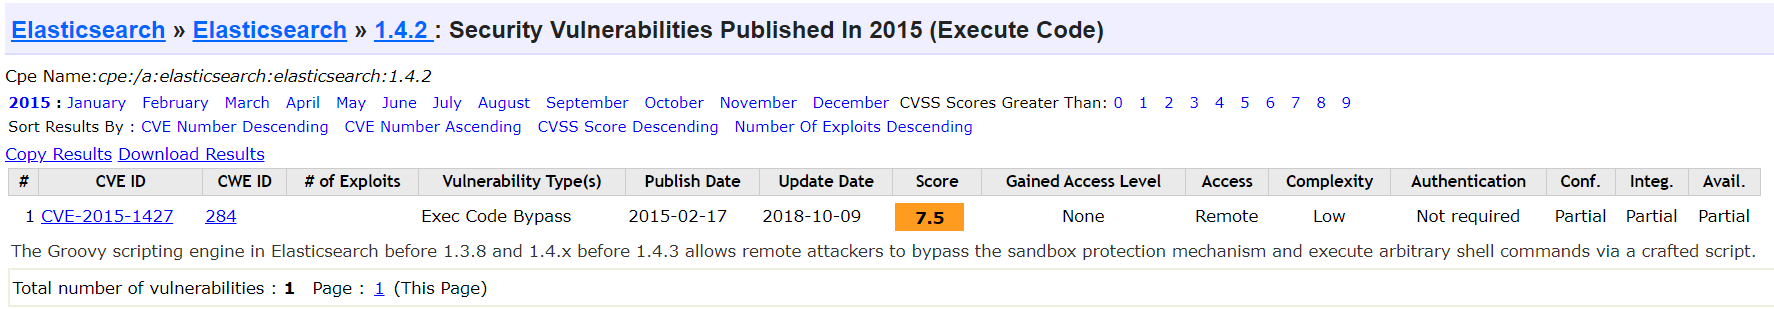 Elasticsearch » Elasticsearch » 1.4.2 : Security Vulnerabilities Published In 2015 (Execute Code)
Cpe Name:cpe:/a:elasticsearch:elasticsearch:1.4.2
2015 : January February March April May June July August September October November December CVSS Scores Greater Than: 0 1 2 3 4 5 6 7 8 9
Sort Results By : CVE Number Descending CVE Number Ascending CVSS Score Descending Number Of Exploits Descending
Copy Results Download Results
# CVE ID CWE ID # of Exploits Vulnerability Type(s) Publish Date Update Date Score Gained Access Level Access Complexity Authentication Conf. Integ. Avail.
1 CVE-2015-1427 284 Exec Code Bypass 2015-02-17 2018-10-09 7.5 None Remote Low Not required Partial Partial Partial
The Groovy scripting engine in Elasticsearch before 1.3.8 and 1.4.x before 1.4.3 allows remote attackers to bypass the sandbox protection mechanism and execute arbitrary shell commands via a crafted script.
Total number of vulnerabilities : 1 Page : 1 (This Page)